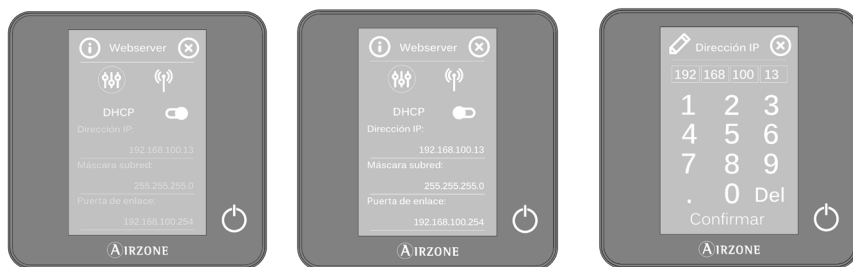 Webserver
DHCP
Dirección IP:
192.168.100.13
Máscara subred:
255.255.255.0
Puerta de enlace:
192.168.100.254
AIRZONE
Webserver
DHCP
Dirección IP:
192.168.100.13
Máscara subred:
255.255.255.0
Puerta de enlace:
192.168.100.254
AIRZONE
Dirección IP
192 168 100 13
1 2 3
4 5 6
7 8 9
. 0 Del
Confirmar
AIRZONE